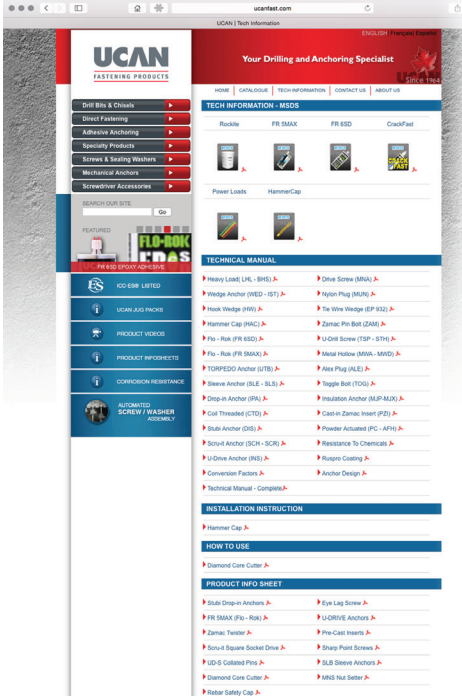 ucanfast.com
UCAN | Tech Information
ENGLISH | Français | Español
UCAN
FASTENING PRODUCTS
Your Drilling and Anchoring Specialist
Since 1964
HOME | CATALOGUE | TECH INFORMATION | CONTACT US | ABOUT US
Drill Bits & Chisels
Direct Fastening
Adhesive Anchoring
Specialty Products
Screws & Sealing Washers
Mechanical Anchors
Screwdriver Accessories
SEARCH OUR SITE
Go
FEATURED
FLO-ROK
FR 6SD EPOXY ADHESIVE
ICC-ES® LISTED
UCAN JUG PACKS
PRODUCT VIDEOS
PRODUCT INFOSHEETS
CORROSION RESISTANCE
AUTOMATED
SCREW / WASHER
ASSEMBLY
TECH INFORMATION - MSDS
Rockite FR 5MAX FR 6SD CrackFast
MSDS MSDS MSDS MSDS
CRACK
FAST
Power Loads HammerCap
MSDS MSDS
TECHNICAL MANUAL
Heavy Load( LHL - BHS) Drive Screw (MNA)
Wedge Anchor (WED - IST) Nylon Plug (MUN)
Hook Wedge (HW) Tie Wire Wedge (EP 932)
Hammer Cap (HAC) Zamac Pin Bolt (ZAM)
Flo - Rok (FR 6SD) U-Drill Screw (TSP - STH)
Flo - Rok (FR 5MAX) Metal Hollow (MWA - MWD)
TORPEDO Anchor (UTB) Alex Plug (ALE)
Sleeve Anchor (SLE - SLS) Toggle Bolt (TOG)
Drop-in Anchor (IPA) Insulation Anchor (MJP-MJX)
Coil Threaded (CTD) Cast-in Zamac Insert (PZI)
Stubi Anchor (DIS) Powder Actuated (PC - AFH)
Scru-it Anchor (SCH - SCR) Resistance To Chemicals
U-Drive Anchor (INS) Ruspro Coating
Conversion Factors Anchor Design
Technical Manual - Complete
INSTALLATION INSTRUCTION
Hammer Cap
HOW TO USE
Diamond Core Cutter
PRODUCT INFO SHEET
Stubi Drop-in Anchors Eye Lag Screw
FR 5MAX (Flo - Rok) U-DRIVE Anchors
Zamac Twister Pre-Cast Inserts
Scru-it Square Socket Drive Sharp Point Screws
UD-S Collated Pins SLB Sleeve Anchors
Diamond Core Cutter MNS Nut Setter
Rebar Safety Cap